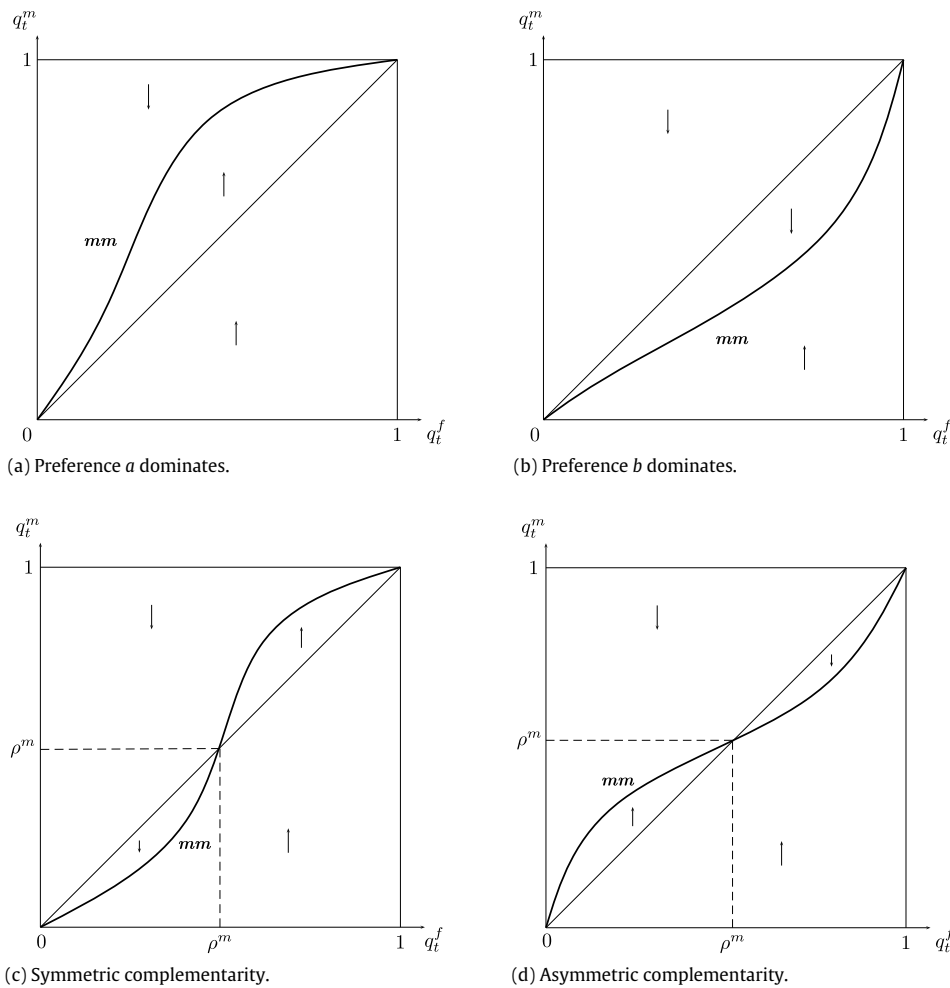 q_t^m
1
mm
0
1
q_t^f
(a) Preference a dominates.
q_t^m
1
mm
0
1
q_t^f
(b) Preference b dominates.
q_t^m
1
ρ^m
mm
0
ρ^m
1
q_t^f
(c) Symmetric complementarity.
q_t^m
1
ρ^m
mm
0
ρ^m
1
q_t^f
(d) Asymmetric complementarity.